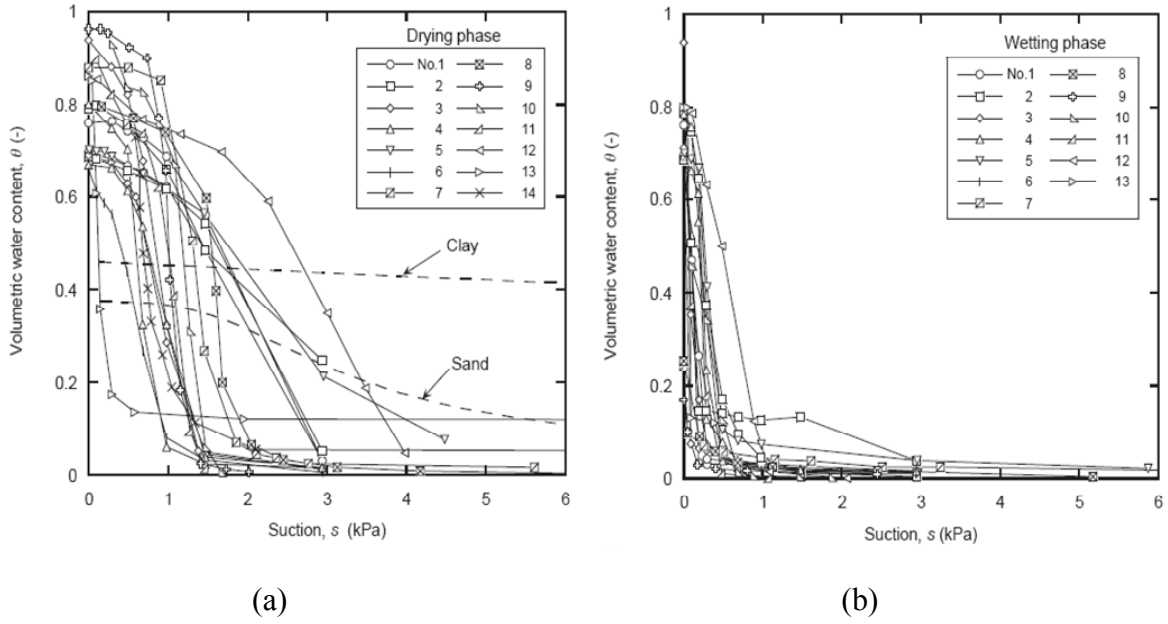 1
0.8
0.6
0.4
0.2
0
Volumetric water content, θ (-)
Drying phase
No.1
2
3
4
5
6
7
8
9
10
11
12
13
14
Clay
Sand
0 1 2 3 4 5 6
Suction, s (kPa)
(a)
1
0.8
0.6
0.4
0.2
0
Volumetric water content, θ (-)
Wetting phase
No.1
2
3
4
5
6
7
8
9
10
11
12
13
0 1 2 3 4 5 6
Suction, s (kPa)
(b)